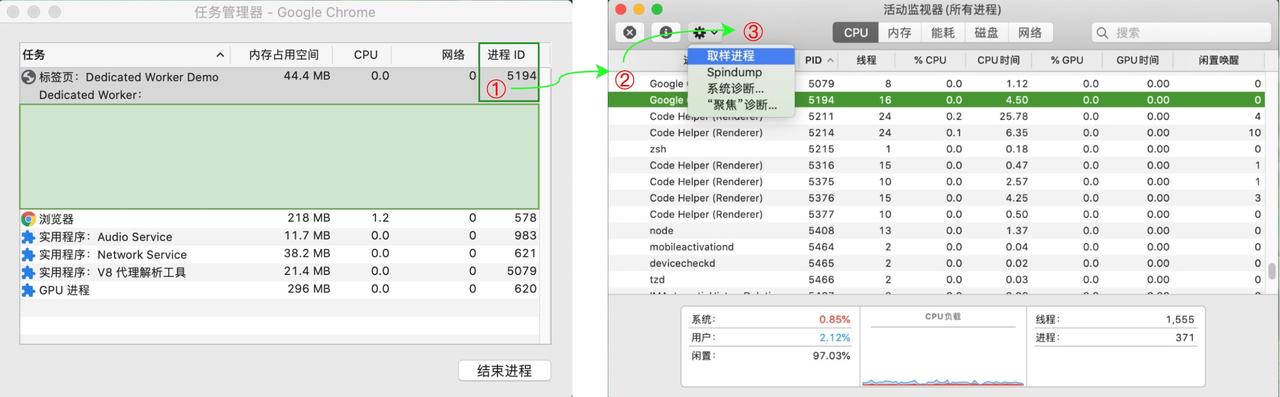 任务管理器 - Google Chrome
任务 内存占用空间 CPU 网络 进程 ID
标签页：Dedicated Worker Demo 44.4 MB 0.0 0 5194
Dedicated Worker：
①
浏览器 218 MB 1.2 0 578
实用程序：Audio Service 11.7 MB 0.0 0 983
实用程序：Network Service 38.2 MB 0.0 0 621
实用程序：V8 代理解析工具 21.4 MB 0.0 0 5079
GPU 进程 296 MB 0.0 0 620
结束进程
活动监视器 (所有进程)
② ③
CPU 内存 能耗 磁盘 网络 搜索
取样进程
Spindump
系统诊断...
“聚焦”诊断...
PID 线程 % CPU CPU 时间 % GPU GPU 时间 闲置唤醒
Google 5079 8 0.0 1.12 0.0 0.00 0
Google 5194 16 0.0 4.50 0.0 0.00 0
Code Helper (Renderer) 5211 24 0.2 25.78 0.0 0.00 4
Code Helper (Renderer) 5214 24 0.1 6.35 0.0 0.00 10
zsh 5215 1 0.0 0.18 0.0 0.00 0
Code Helper (Renderer) 5316 15 0.0 0.47 0.0 0.00 1
Code Helper (Renderer) 5375 10 0.0 2.57 0.0 0.00 1
Code Helper (Renderer) 5376 15 0.0 4.25 0.0 0.00 3
Code Helper (Renderer) 5377 10 0.0 0.50 0.0 0.00 0
node 5408 13 0.0 1.37 0.0 0.00 0
mobileactivationd 5464 2 0.0 0.04 0.0 0.00 0
devicecheckd 5465 2 0.0 0.03 0.0 0.00 0
tzd 5466 2 0.0 0.02 0.0 0.00 0
系统： 0.85% CPU负载 线程： 1,555
用户： 2.12% 进程： 371
闲置： 97.03%